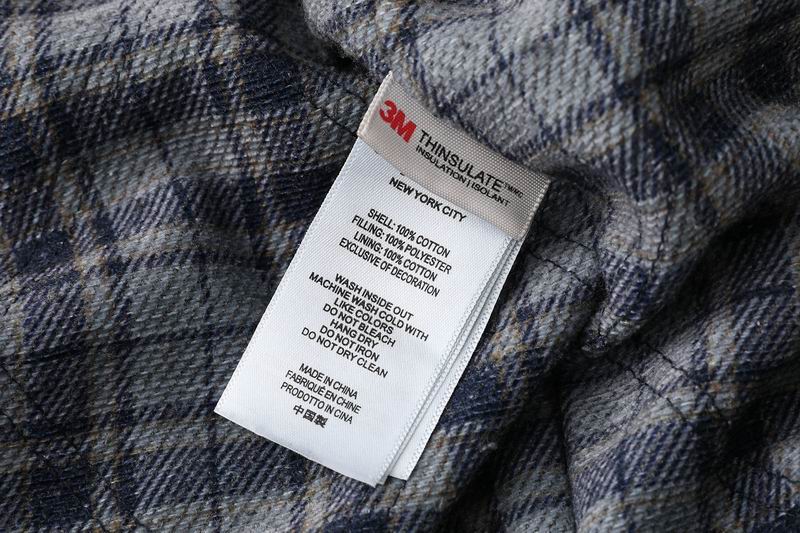 3M THINSULATE™/MC
INSULATION | ISOLANT
NEW YORK CITY
SHELL: 100% COTTON
FILLING: 100% POLYESTER
LINING: 100% COTTON
EXCLUSIVE OF DECORATION
WASH INSIDE OUT
MACHINE WASH COLD WITH
LIKE COLORS
DO NOT BLEACH
HANG DRY
DO NOT IRON
DO NOT DRY CLEAN
MADE IN CHINA
FABRIQUÉ EN CHINE
PRODOTTO IN CINA
中国製